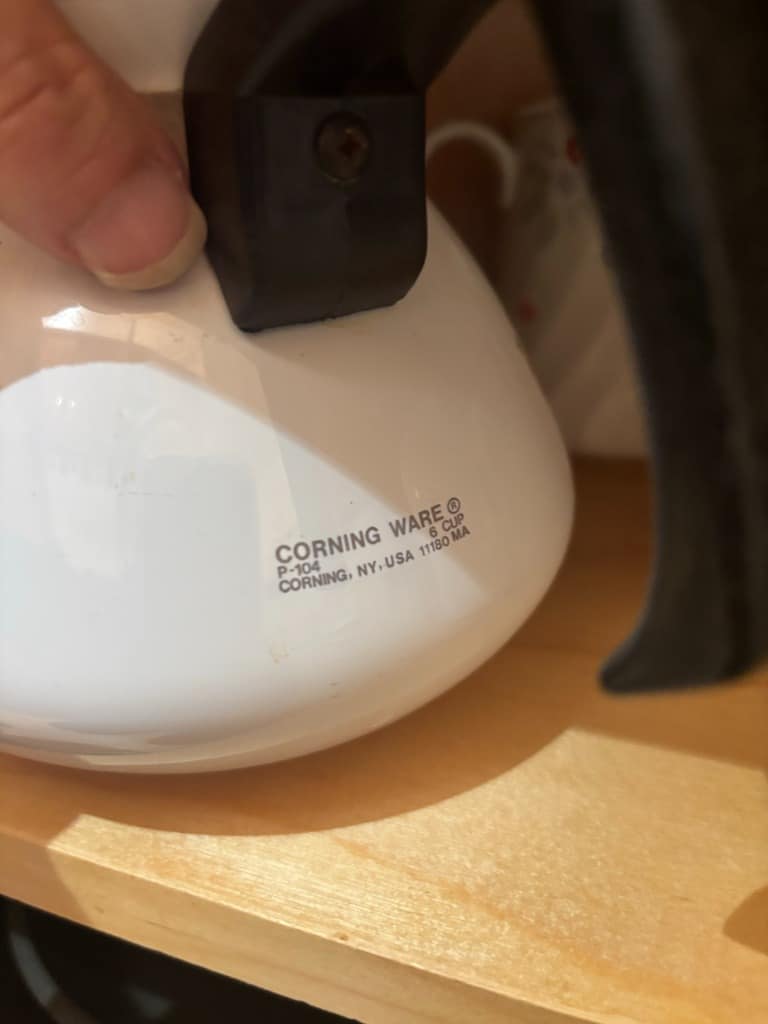 CORNING WARE®
P-104 6 CUP
CORNING, NY, USA 11180 MA